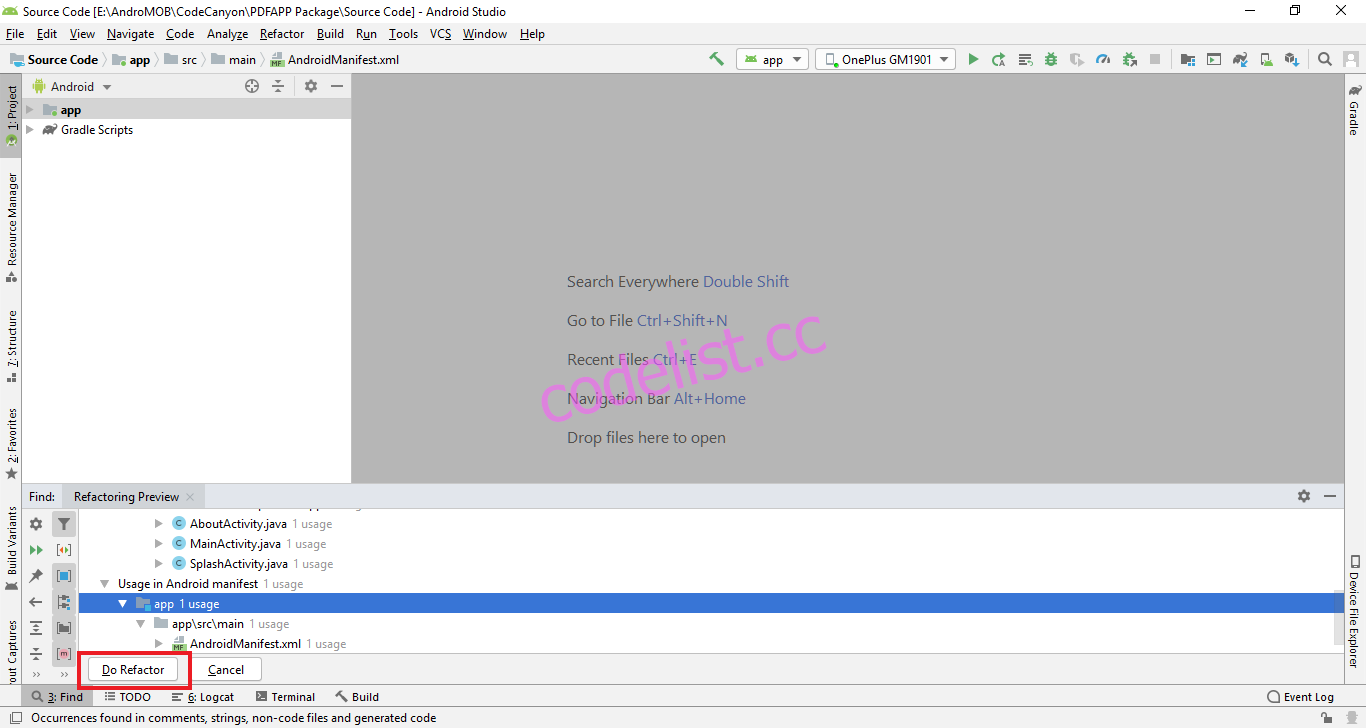 Source Code [E:\AndroMOB\CodeCanyon\PDFAPP Package\Source Code] - Android Studio
File Edit View Navigate Code Analyze Refactor Build Run Tools VCS Window Help
Source Code app src main AndroidManifest.xml app OnePlus GM1901
Android
1: Project
app
Gradle Scripts
Gradle
Resource Manager
Search Everywhere Double Shift
Go to File Ctrl+Shift+N
7: Structure
Recent Files Ctrl+E
codelist.cc
Navigation Bar Alt+Home
2: Favorites
Drop files here to open
Find: Refactoring Preview
Build Variants
AboutActivity.java 1 usage
MainActivity.java 1 usage
SplashActivity.java 1 usage
Usage in Android manifest 1 usage
app 1 usage
app\src\main 1 usage
AndroidManifest.xml 1 usage
Device File Explorer
out Captures
Do Refactor Cancel
3: Find TODO 6: Logcat Terminal Build Event Log
Occurrences found in comments, strings, non-code files and generated code